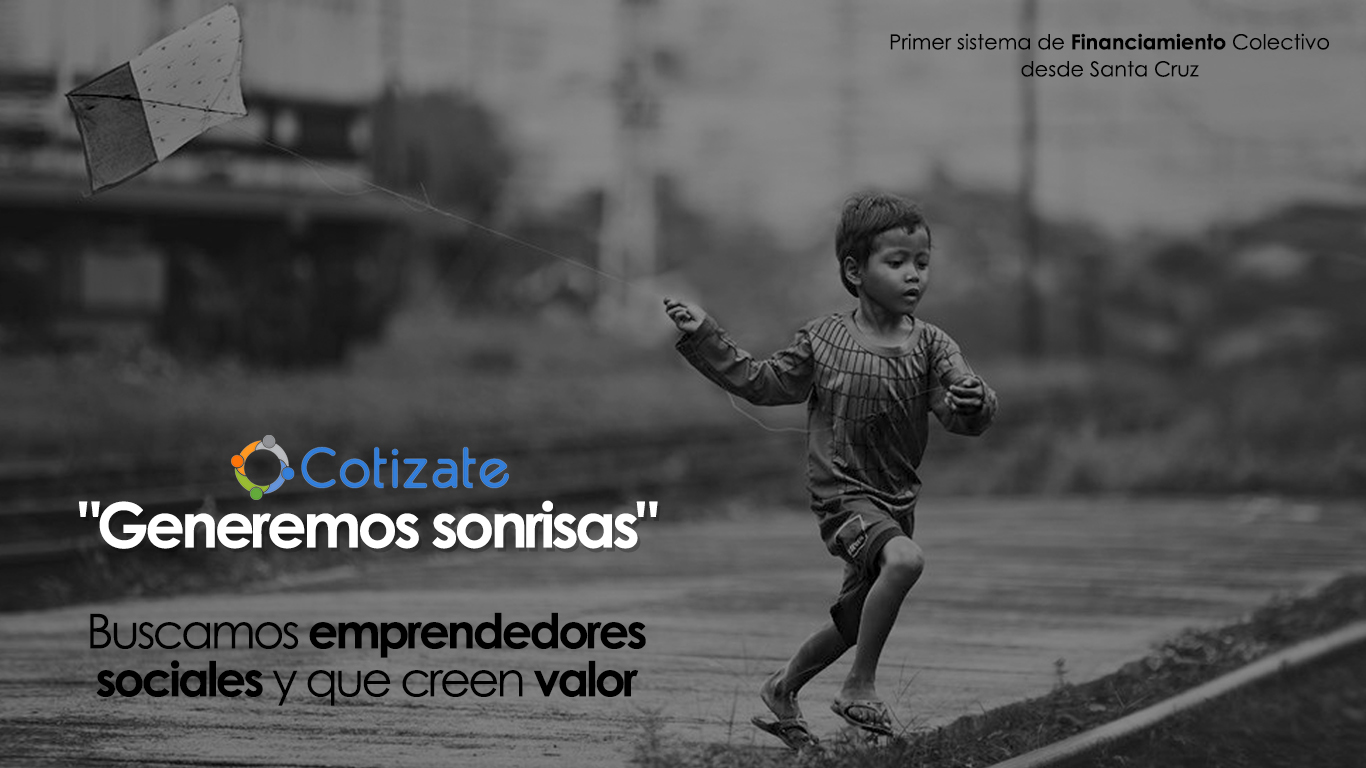 Primer sistema de Financiamiento Colectivo
desde Santa Cruz
Cotizate
"Generemos sonrisas"
Buscamos emprendedores
sociales y que creen valor